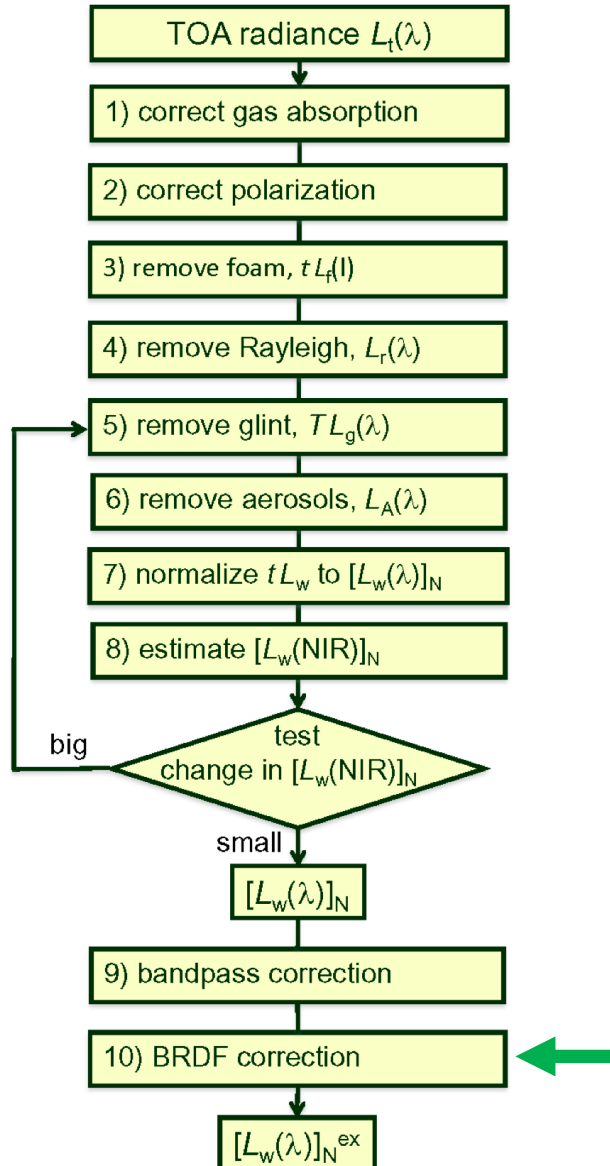 TOA radiance Lt(λ)
1) correct gas absorption
2) correct polarization
3) remove foam, t Lf(l)
4) remove Rayleigh, Lr(λ)
5) remove glint, T Lg(λ)
6) remove aerosols, LA(λ)
7) normalize t Lw to [Lw(λ)]N
8) estimate [Lw(NIR)]N
big
test
change in [Lw(NIR)]N
small
[Lw(λ)]N
9) bandpass correction
10) BRDF correction
[Lw(λ)]N ex